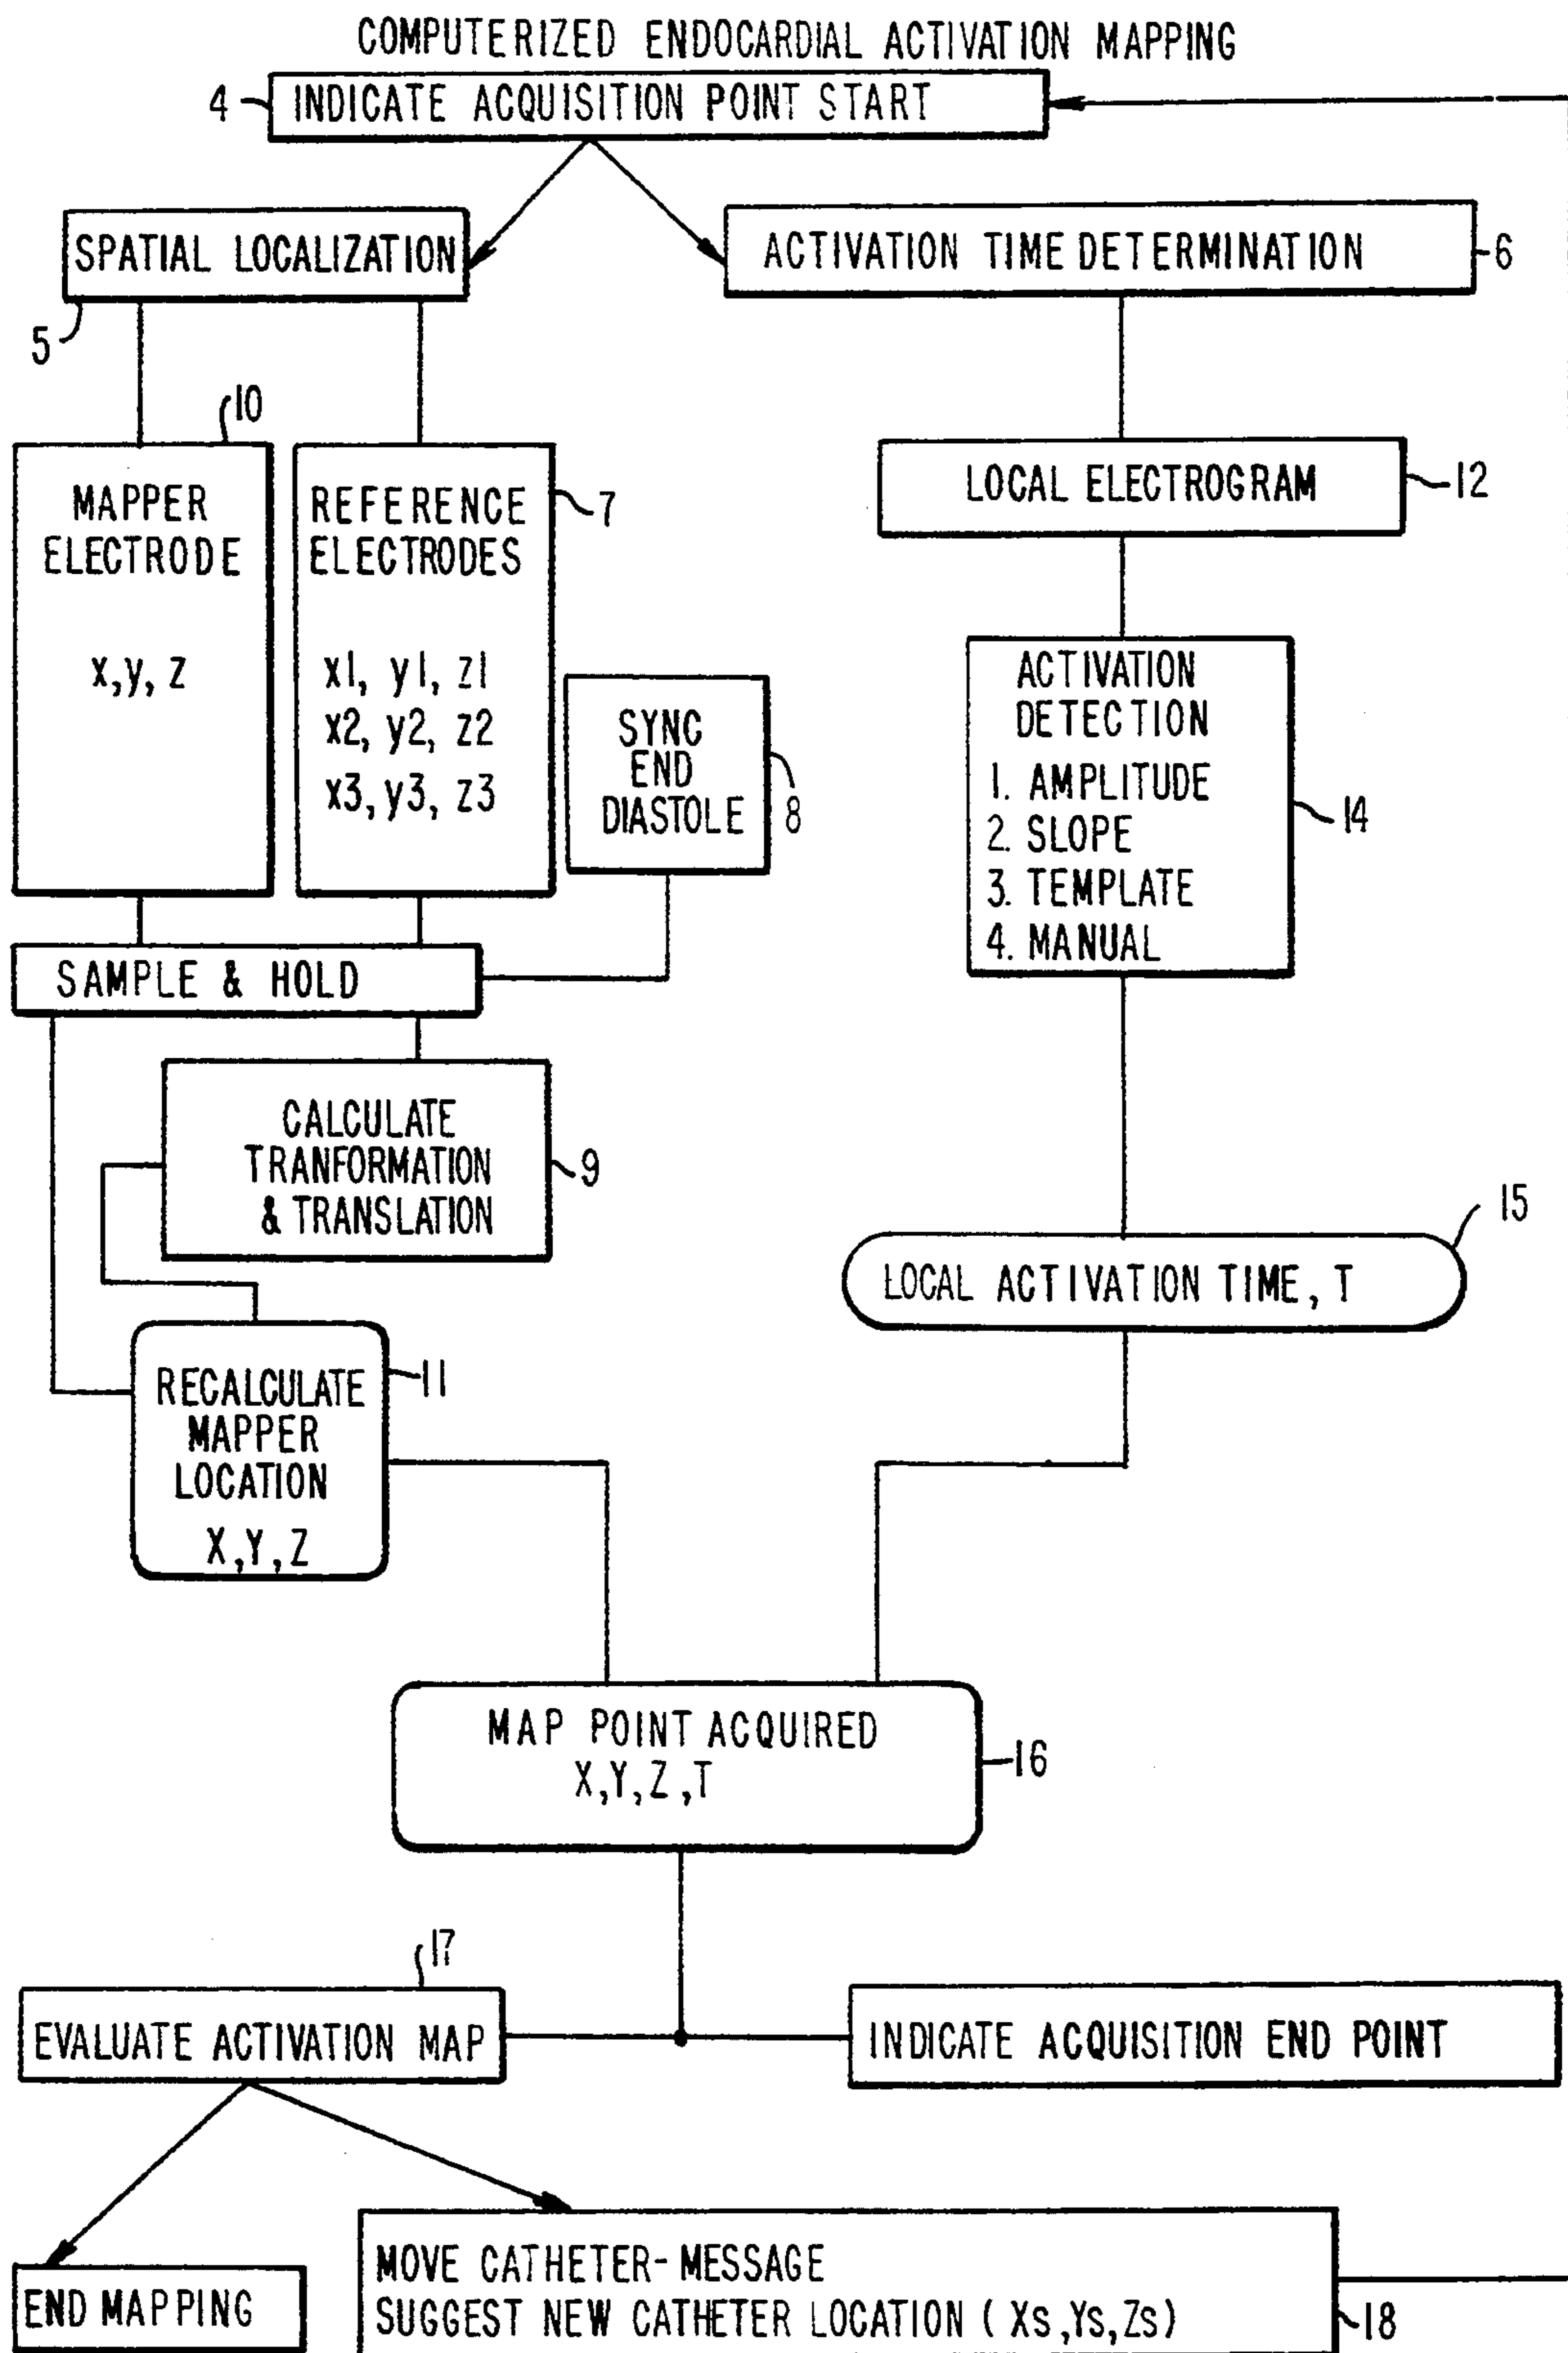 COMPUTERIZED ENDOCARDIAL ACTIVATION MAPPING
4
INDICATE ACQUISITION POINT START
SPATIAL LOCALIZATION
5
ACTIVATION TIME DETERMINATION
6
10
MAPPER
ELECTRODE
x,y, z
REFERENCE
ELECTRODES
7
x1, y1, z1
x2, y2, z2
x3, y3, z3
SYNC
END
DIASTOLE
8
LOCAL ELECTROGRAM
12
ACTIVATION
DETECTION
1. AMPLITUDE
2. SLOPE
3. TEMPLATE
4. MANUAL
14
SAMPLE & HOLD
CALCULATE
TRANFORMATION
& TRANSLATION
9
15
LOCAL ACTIVATION TIME, T
RECALCULATE
MAPPER
LOCATION
X,Y,Z
11
MAP POINT ACQUIRED
X,Y,Z,T
16
17
EVALUATE ACTIVATION MAP
INDICATE ACQUISITION END POINT
END MAPPING
MOVE CATHETER-MESSAGE
SUGGEST NEW CATHETER LOCATION ( Xs,Ys,Zs)
18